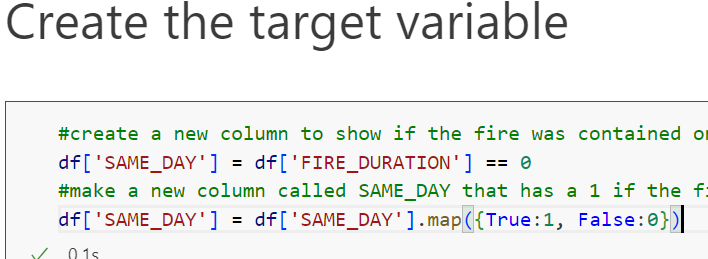 Create the target variable
#create a new column to show if the fire was contained
df['SAME_DAY'] = df['FIRE_DURATION'] == 0
#make a new column called SAME_DAY that has a 1 if the
df['SAME_DAY'] = df['SAME_DAY'].map({True:1, False:0})
0.1s